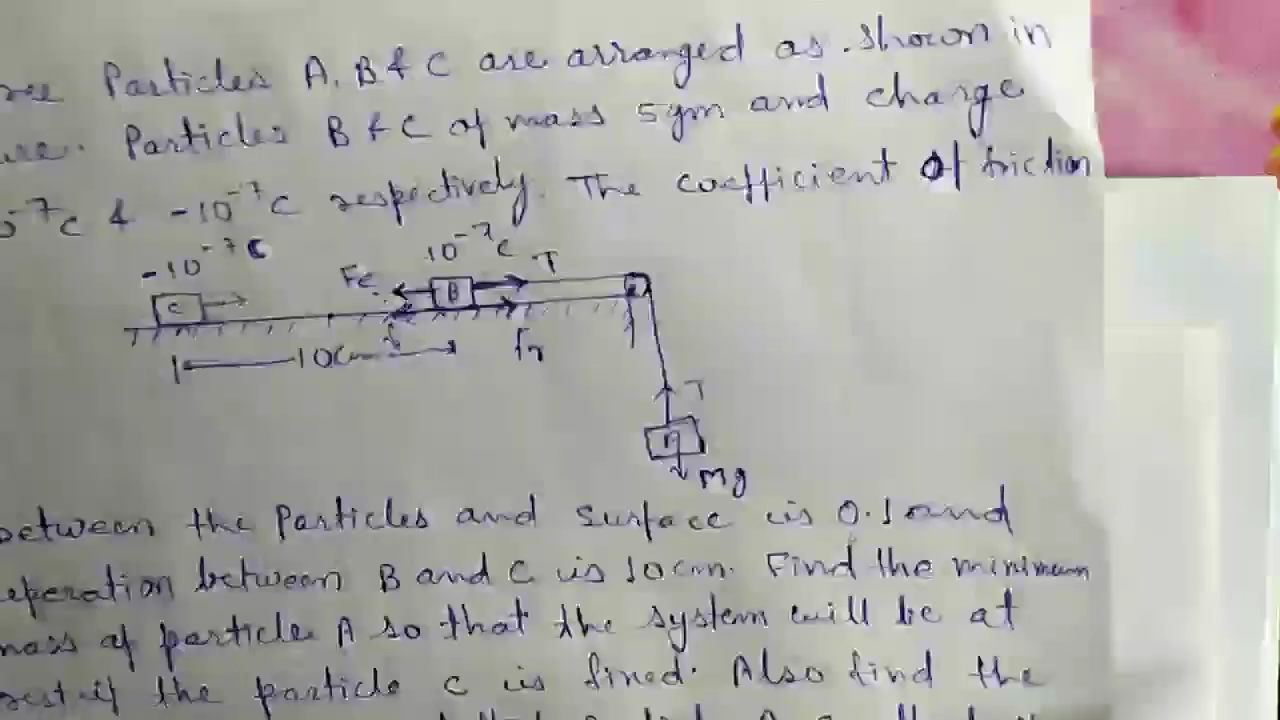 Particles A, B & C are arranged as shown in
Particles B & C of mass 5gm and charge
& -10⁻⁷C respectively. The coefficient of friction
-10⁻⁷C
10⁻⁷C
T
Fe
C
B
10cm
fr
T
Mg
between the Particles and surface is 0.1 and
seperation between B and C is 10cm. Find the minimum
mass of particle A so that the system will be at
rest if the particle C is fixed. Also find the